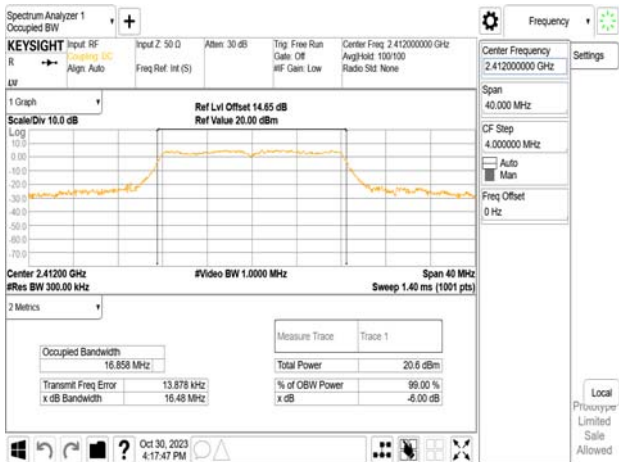 Spectrum Analyzer 1
Occupied BW
Frequency
KEYSIGHT
R
LXI
Input: RF
Coupling: DC
Align: Auto
Input Z: 50 Ω
Freq Ref: Int (S)
Atten: 30 dB
Trig: Free Run
Gate: Off
#IF Gain: Low
Center Freq: 2.412000000 GHz
Avg|Hold: 100/100
Radio Std: None
Center Frequency
2.412000000 GHz
Settings
Span
40.000 MHz
CF Step
4.000000 MHz
Auto
Man
Freq Offset
0 Hz
1 Graph
Scale/Div 10.0 dB
Ref Lvl Offset 14.65 dB
Ref Value 20.00 dBm
Log
10.0
0.00
-10.0
-20.0
-30.0
-40.0
-50.0
-60.0
-70.0
Center 2.41200 GHz
#Res BW 300.00 kHz
#Video BW 1.0000 MHz
Span 40 MHz
Sweep 1.40 ms (1001 pts)
2 Metrics
Measure Trace
Trace 1
Occupied Bandwidth
16.858 MHz
Total Power
20.6 dBm
Transmit Freq Error
13.878 kHz
% of OBW Power
99.00 %
x dB Bandwidth
16.48 MHz
x dB
-6.00 dB
Local
Prototype
Limited
Sale
Allowed
?
Oct 30, 2023
4:17:47 PM